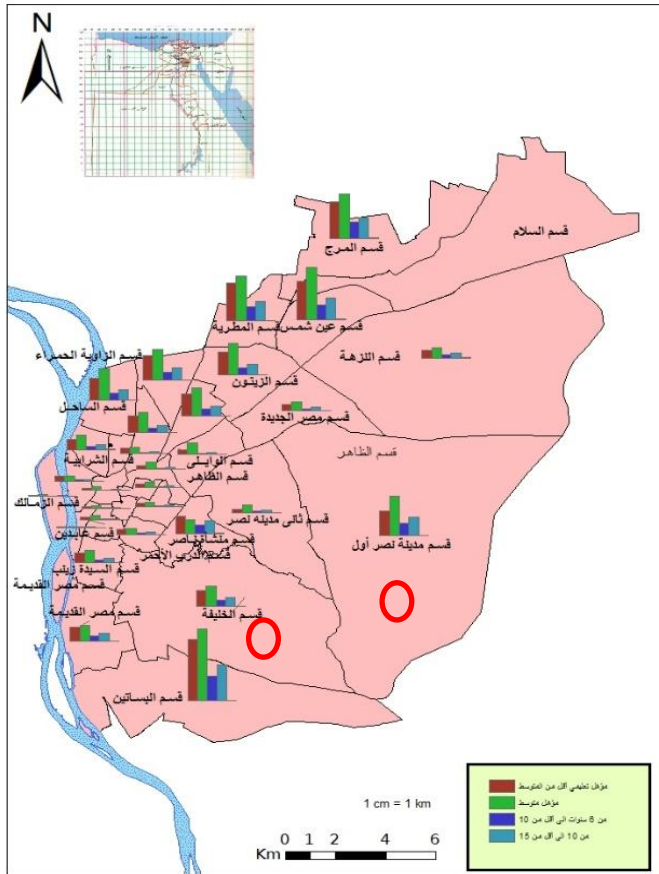 N
قسم السلام
قسم المرج
قسم عين شمس
قسم المطرية
قسم النزهة
قسم الزاوية الحمراء
قسم الزيتون
قسم الساحل
قسم مصر الجديدة
قسم الظاهر
قسم الشرابية
قسم الوايلى
قسم الظاهر
قسم الزمالك
قسم ثانى مدينة نصر
قسم مدينة نصر أول
قسم عابدين
قسم منشأة ناصر
قسم الدرب الأحمر
قسم السيدة زينب
قسم مصر القديمة
قسم مصر القديمة
قسم الخليفة
قسم البساتين
مؤهل تعليمي أقل من المتوسط
مؤهل متوسط
من 6 سنوات الى أقل من 10
من 10 الى أقل من 15
1 cm = 1 km
0 1 2 4 6
Km